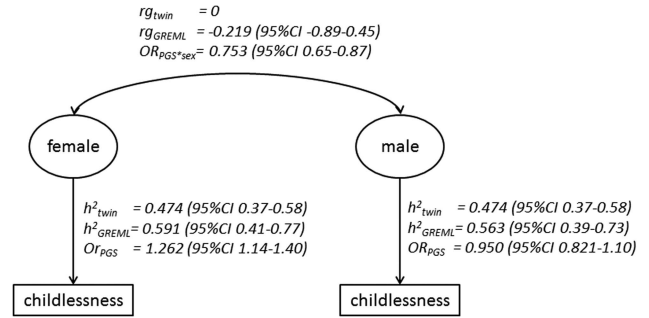 rgtwin = 0
rgGREML = -0.219 (95%CI -0.89-0.45)
ORPGS*sex= 0.753 (95%CI 0.65-0.87)
female
male
h²twin = 0.474 (95%CI 0.37-0.58)
h²GREML= 0.591 (95%CI 0.41-0.77)
OrPGS = 1.262 (95%CI 1.14-1.40)
h²twin = 0.474 (95%CI 0.37-0.58)
h²GREML= 0.563 (95%CI 0.39-0.73)
ORPGS = 0.950 (95%CI 0.821-1.10)
childlessness
childlessness